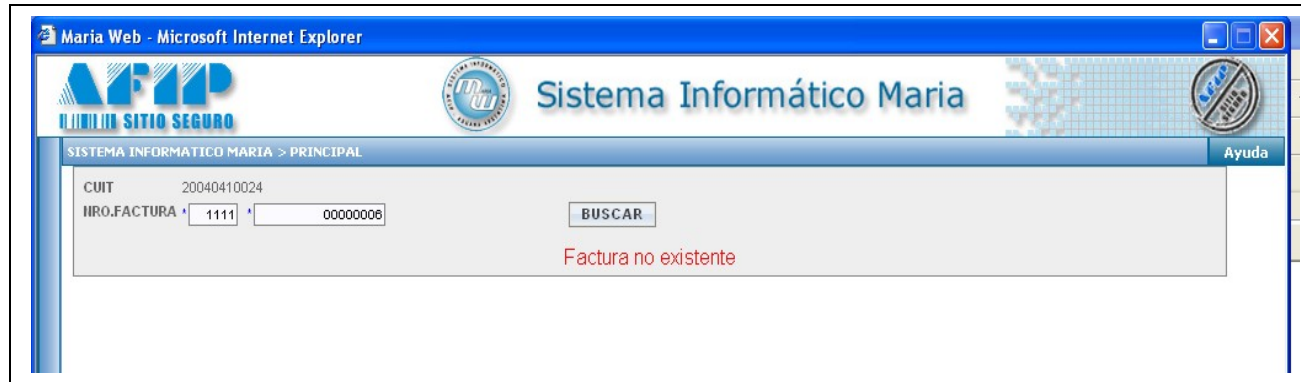 Maria Web - Microsoft Internet Explorer
AFIP
SITIO SEGURO
Sistema Informático Maria
SISTEMA INFORMATICO MARIA > PRINCIPAL
Ayuda
CUIT 20040410024
NRO.FACTURA * 1111 * 00000006 BUSCAR
Factura no existente